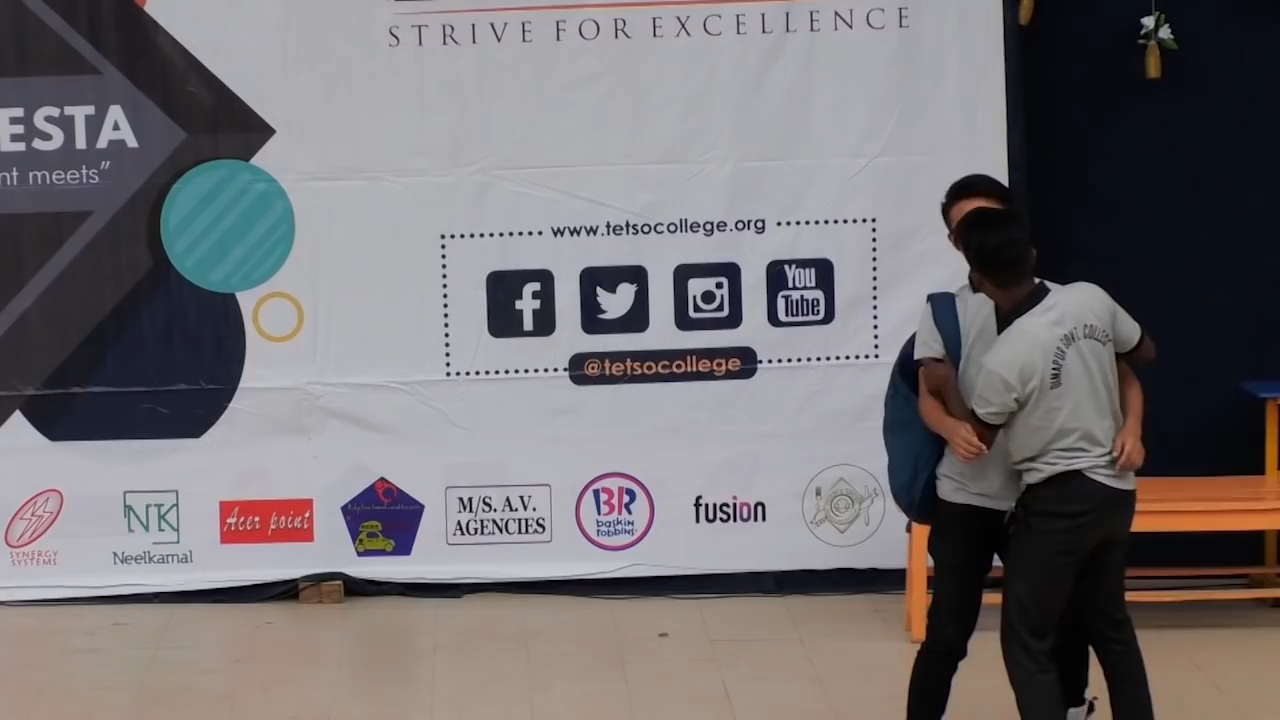 STRIVE FOR EXCELLENCE
ESTA
nt meets”
www.tetsocollege.org
f
You
Tube
@tetsocollege
DIMAPUR GOVT. COLLEGE
SYNERGY
SYSTEMS
NK
Neelkamal
Acer point
M/S. A.V.
AGENCIES
BR
baskin
robbins
fusion